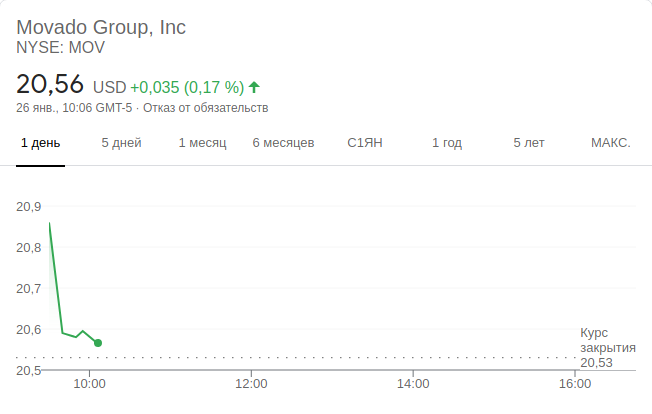 Movado Group, Inc
NYSE: MOV
20,56 USD +0,035 (0,17 %)
26 янв., 10:06 GMT-5 · Отказ от обязательств
1 день 5 дней 1 месяц 6 месяцев С1ЯН 1 год 5 лет МАКС.
20,9
20,8
20,7
20,6
20,5
Курс
закрытия
20,53
10:00 12:00 14:00 16:00